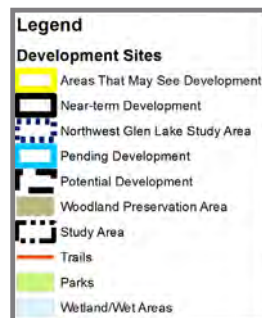 Legend
Development Sites
Areas That May See Development
Near-term Development
Northwest Glen Lake Study Area
Pending Development
Potential Development
Woodland Preservation Area
Study Area
Trails
Parks
Wetland/Wet Areas